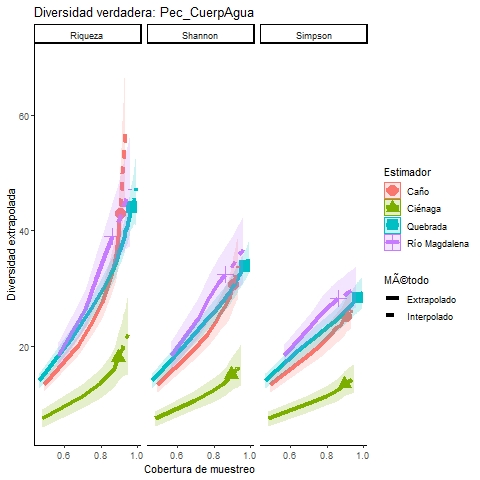 Diversidad verdadera: Pec_CuerpAgua
Riqueza
Shannon
Simpson
Diversidad extrapolada
60
40
20
0.6 0.8 1.0 0.6 0.8 1.0 0.6 0.8 1.0
Cobertura de muestreo
Estimador
Caño
Ciénaga
Quebrada
Río Magdalena
MÃ©todo
Extrapolado
Interpolado